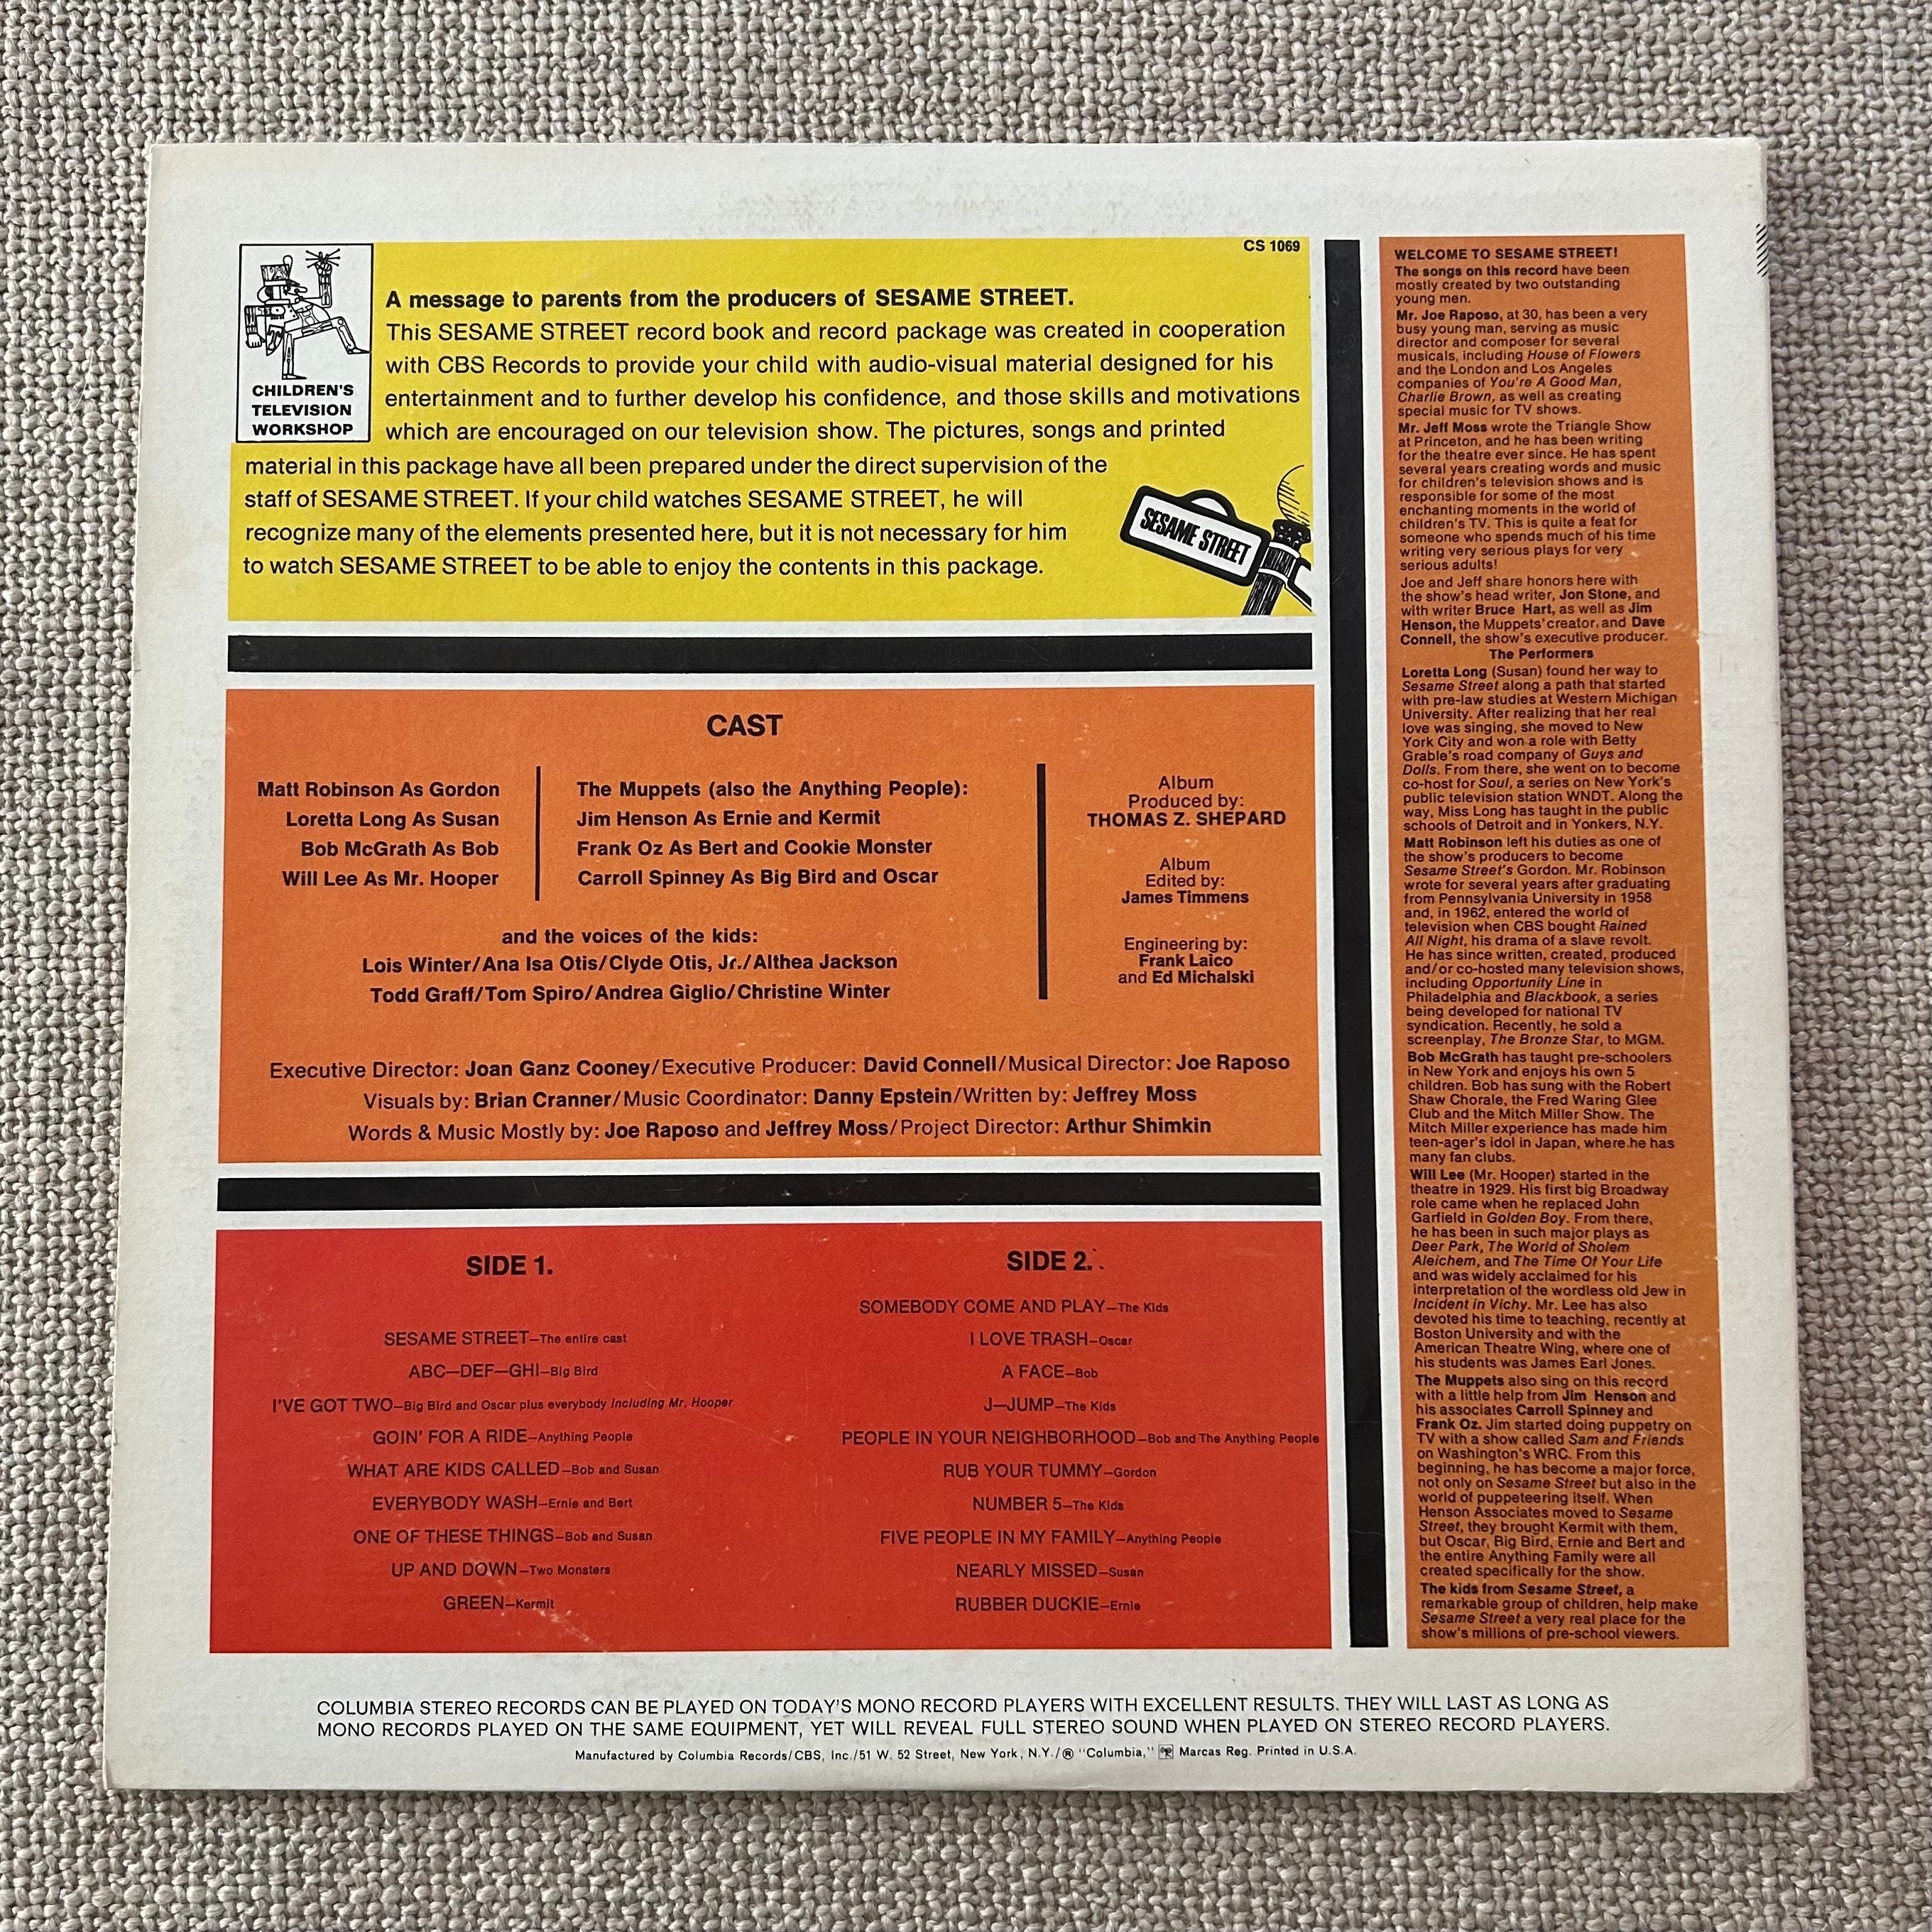 CS 1069
CHILDREN'S
TELEVISION
WORKSHOP
A message to parents from the producers of SESAME STREET.
This SESAME STREET record book and record package was created in cooperation
with CBS Records to provide your child with audio-visual material designed for his
entertainment and to further develop his confidence, and those skills and motivations
which are encouraged on our television show. The pictures, songs and printed
material in this package have all been prepared under the direct supervision of the
staff of SESAME STREET. If your child watches SESAME STREET, he will
recognize many of the elements presented here, but it is not necessary for him
to watch SESAME STREET to be able to enjoy the contents in this package.
SESAME STREET
CAST
Matt Robinson As Gordon
Loretta Long As Susan
Bob McGrath As Bob
Will Lee As Mr. Hooper
The Muppets (also the Anything People):
Jim Henson As Ernie and Kermit
Frank Oz As Bert and Cookie Monster
Carroll Spinney As Big Bird and Oscar
and the voices of the kids:
Lois Winter/Ana Isa Otis/Clyde Otis, Jr./Althea Jackson
Todd Graff/Tom Spiro/Andrea Giglio/Christine Winter
Album
Produced by:
THOMAS Z. SHEPARD
Album
Edited by:
James Timmens
Engineering by:
Frank Laico
and Ed Michalski
Executive Director: Joan Ganz Cooney/Executive Producer: David Connell/Musical Director: Joe Raposo
Visuals by: Brian Cranner/Music Coordinator: Danny Epstein/Written by: Jeffrey Moss
Words & Music Mostly by: Joe Raposo and Jeffrey Moss/Project Director: Arthur Shimkin
SIDE 1.
SESAME STREET—The entire cast
ABC—DEF—GHI—Big Bird
I'VE GOT TWO—Big Bird and Oscar plus everybody including Mr. Hooper
GOIN' FOR A RIDE—Anything People
WHAT ARE KIDS CALLED—Bob and Susan
EVERYBODY WASH—Ernie and Bert
ONE OF THESE THINGS—Bob and Susan
UP AND DOWN—Two Monsters
GREEN—Kermit
SIDE 2.
SOMEBODY COME AND PLAY—The Kids
I LOVE TRASH—Oscar
A FACE—Bob
J—JUMP—The Kids
PEOPLE IN YOUR NEIGHBORHOOD—Bob and The Anything People
RUB YOUR TUMMY—Gordon
NUMBER 5—The Kids
FIVE PEOPLE IN MY FAMILY—Anything People
NEARLY MISSED—Susan
RUBBER DUCKIE—Ernie
WELCOME TO SESAME STREET!
The songs on this record have been
mostly created by two outstanding
young men.
Mr. Joe Raposo, at 30, has been a very
busy young man, serving as music
director and composer for several
musicals, including House of Flowers
and the London and Los Angeles
companies of You're A Good Man,
Charlie Brown, as well as creating
special music for TV shows.
Mr. Jeff Moss wrote the Triangle Show
at Princeton, and he has been writing
for the theatre ever since. He has spent
several years creating words and music
for children's television shows and is
responsible for some of the most
enchanting moments in the world of
children's TV. This is quite a feat for
someone who spends much of his time
writing very serious plays for very
serious adults!
Joe and Jeff share honors here with
the show's head writer, Jon Stone, and
with writer Bruce Hart, as well as Jim
Henson, the Muppets' creator, and Dave
Connell, the show's executive producer.
The Performers
Loretta Long (Susan) found her way to
Sesame Street along a path that started
with pre-law studies at Western Michigan
University. After realizing that her real
love was singing, she moved to New
York City and won a role with Betty
Grable's road company of Guys and
Dolls. From there, she went on to become
co-host for Soul, a series on New York's
public television station WNDT. Along the
way, Miss Long has taught in the public
schools of Detroit and in Yonkers, N.Y.
Matt Robinson left his duties as one of
the show's producers to become
Sesame Street's Gordon. Mr. Robinson
wrote for several years after graduating
from Pennsylvania University in 1958
and, in 1962, entered the world of
television when CBS bought Rained
All Night, his drama of a slave revolt.
He has since written, created, produced
and/or co-hosted many television shows,
including Opportunity Line in
Philadelphia and Blackbook, a series
being developed for national TV
syndication. Recently, he sold a
screenplay, The Bronze Star, to MGM.
Bob McGrath has taught pre-schoolers
in New York and enjoys his own 5
children. Bob has sung with the Robert
Shaw Chorale, the Fred Waring Glee
Club and the Mitch Miller Show. The
Mitch Miller experience has made him
teen-ager's idol in Japan, where he has
many fan clubs.
Will Lee (Mr. Hooper) started in the
theatre in 1929. His first big Broadway
role came when he replaced John
Garfield in Golden Boy. From there,
he has been in such major plays as
Deer Park, The World of Sholem
Aleichem, and The Time Of Your Life
and was widely acclaimed for his
interpretation of the wordless old Jew in
Incident in Vichy. Mr. Lee has also
devoted his time to teaching, recently at
Boston University and with the
American Theatre Wing, where one of
his students was James Earl Jones.
The Muppets also sing on this record
with a little help from Jim Henson and
his associates Carroll Spinney and
Frank Oz. Jim started doing puppetry on
TV with a show called Sam and Friends
on Washington's WRC. From this
beginning, he has become a major force,
not only on Sesame Street but also in the
world of puppeteering itself. When
Henson Associates moved to Sesame
Street, they brought Kermit with them,
but Oscar, Big Bird, Ernie and Bert and
the entire Anything Family were all
created specifically for the show.
The kids from Sesame Street, a
remarkable group of children, help make
Sesame Street a very real place for the
show's millions of pre-school viewers.
COLUMBIA STEREO RECORDS CAN BE PLAYED ON TODAY'S MONO RECORD PLAYERS WITH EXCELLENT RESULTS. THEY WILL LAST AS LONG AS
MONO RECORDS PLAYED ON THE SAME EQUIPMENT, YET WILL REVEAL FULL STEREO SOUND WHEN PLAYED ON STEREO RECORD PLAYERS.
Manufactured by Columbia Records/CBS, Inc./51 W. 52 Street, New York, N.Y./® "Columbia," Marcas Reg. Printed in U.S.A.